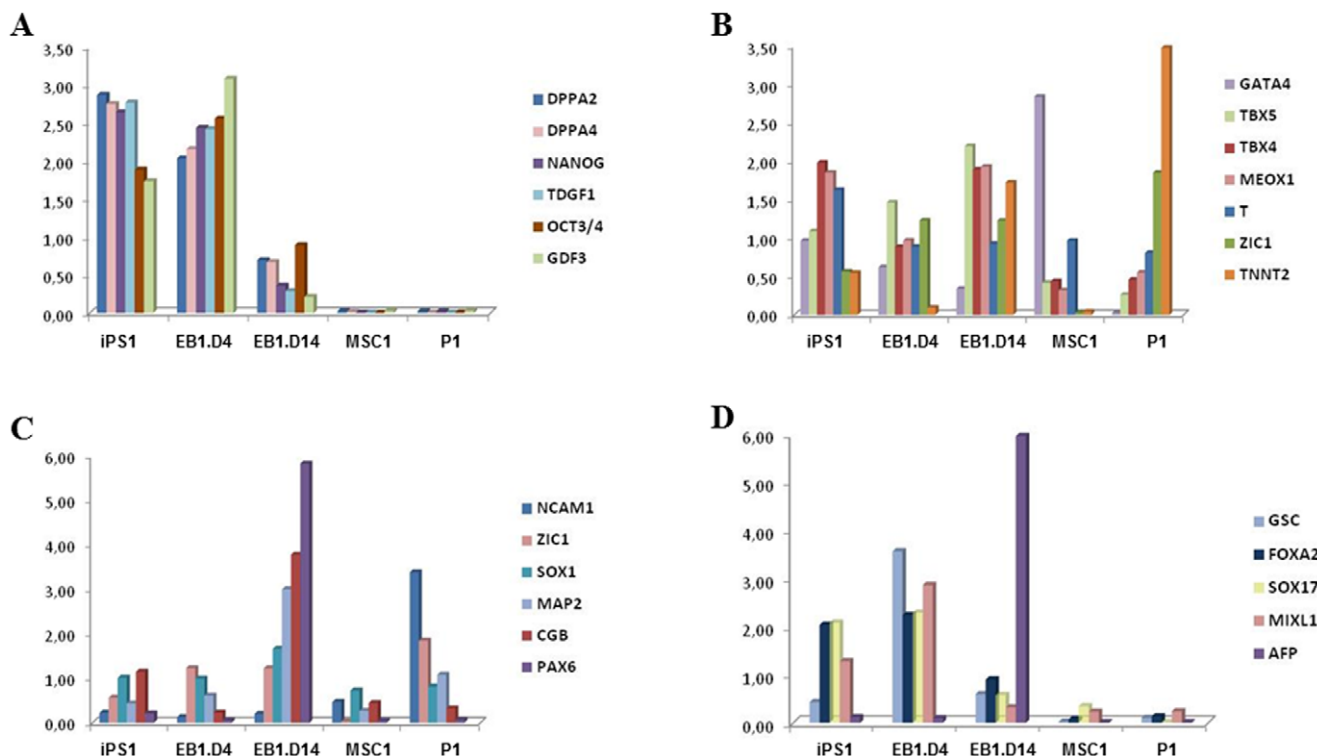 A
3,50
3,00
2,50
2,00
1,50
1,00
0,50
0,00
iPS1 EB1.D4 EB1.D14 MSC1 P1
DPPA2
DPPA4
NANOG
TDGF1
OCT3/4
GDF3
B
3,50
3,00
2,50
2,00
1,50
1,00
0,50
0,00
iPS1 EB1.D4 EB1.D14 MSC1 P1
GATA4
TBX5
TBX4
MEOX1
T
ZIC1
TNNT2
C
6,00
5,00
4,00
3,00
2,00
1,00
0,00
iPS1 EB1.D4 EB1.D14 MSC1 P1
NCAM1
ZIC1
SOX1
MAP2
CGB
PAX6
D
6,00
5,00
4,00
3,00
2,00
1,00
0,00
iPS1 EB1.D4 EB1.D14 MSC1 P1
GSC
FOXA2
SOX17
MIXL1
AFP